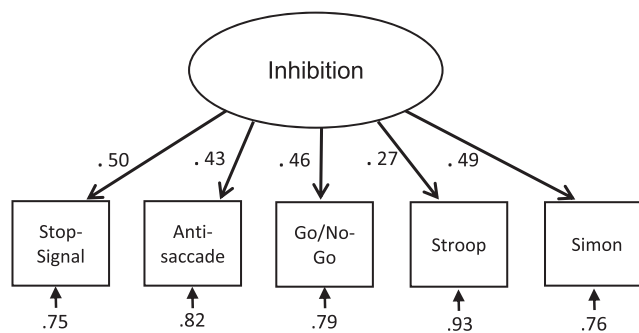 Inhibition
.50
.43
.46
.27
.49
Stop-
Signal
Anti-
saccade
Go/No-
Go
Stroop
Simon
.75
.82
.79
.93
.76